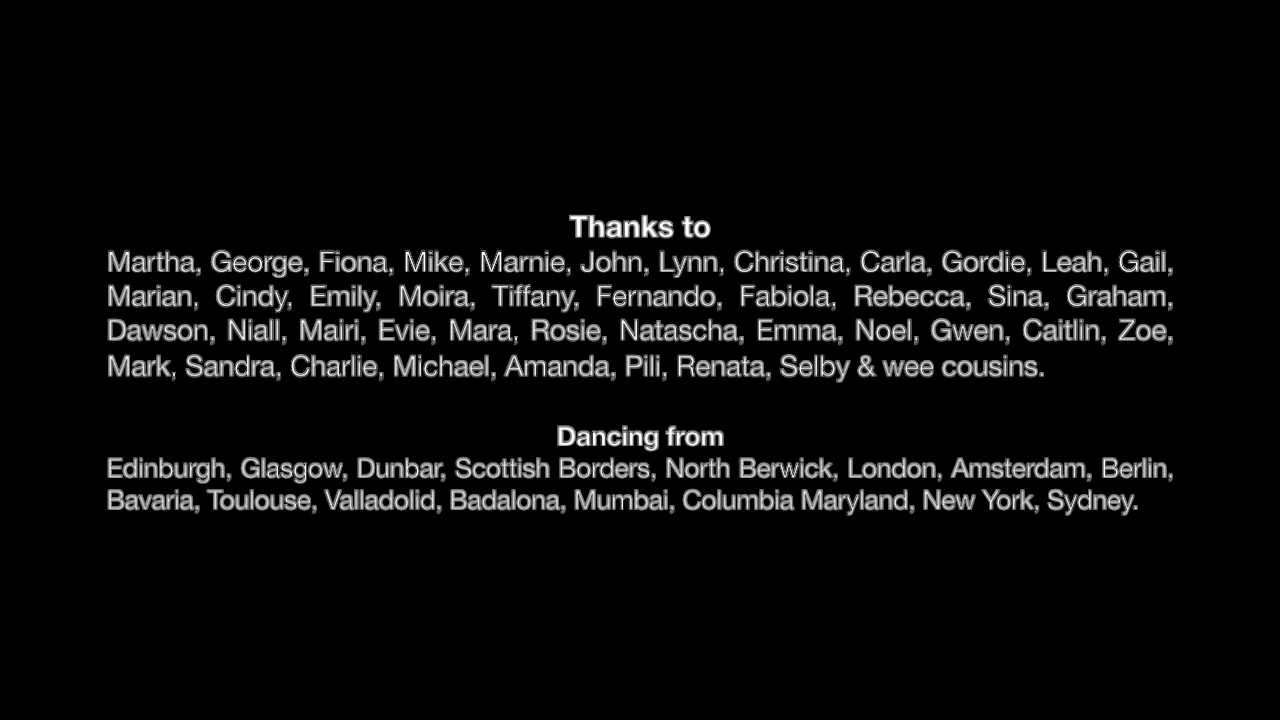 Thanks to
Martha, George, Fiona, Mike, Marnie, John, Lynn, Christina, Carla, Gordie, Leah, Gail,
Marian, Cindy, Emily, Moira, Tiffany, Fernando, Fabiola, Rebecca, Sina, Graham,
Dawson, Niall, Mairi, Evie, Mara, Rosie, Natascha, Emma, Noel, Gwen, Caitlin, Zoe,
Mark, Sandra, Charlie, Michael, Amanda, Pili, Renata, Selby & wee cousins.
Dancing from
Edinburgh, Glasgow, Dunbar, Scottish Borders, North Berwick, London, Amsterdam, Berlin,
Bavaria, Toulouse, Valladolid, Badalona, Mumbai, Columbia Maryland, New York, Sydney.